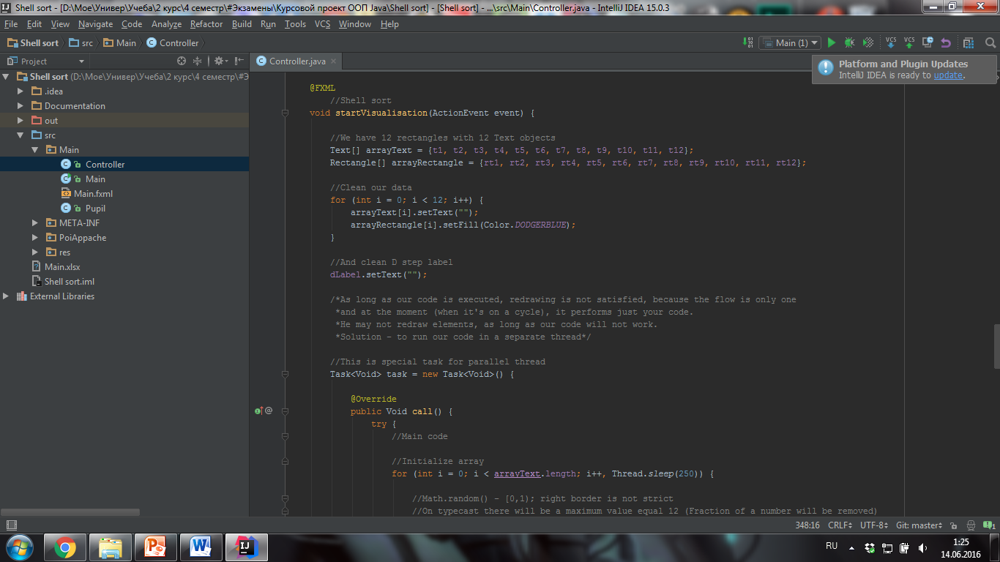 Shell sort - [D:\Мое\Универ\Учеба\2 курс\4 семестр\#Экзамены\Курсовой проект ООП Java\Shell sort] - [Shell sort] - ...\src\Main\Controller.java - IntelliJ IDEA 15.0.3
File Edit View Navigate Code Analyze Refactor Build Run Tools VCS Window Help
Shell sort src Main Controller Main (1) VCS VCS
Project
Controller.java
Platform and Plugin Updates
IntelliJ IDEA is ready to update.
Shell sort (D:\Мое\Универ\Учеба\2 курс\4 семестр\#Э
.idea
Documentation
out
src
Main
Controller
Main
Main.fxml
Pupil
META-INF
PoiAppache
res
Main.xlsx
Shell sort.iml
External Libraries
@FXML
//Shell sort
void startVisualisation(ActionEvent event) {
//We have 12 rectangles with 12 Text objects
Text[] arrayText = {t1, t2, t3, t4, t5, t6, t7, t8, t9, t10, t11, t12};
Rectangle[] arrayRectangle = {rt1, rt2, rt3, rt4, rt5, rt6, rt7, rt8, rt9, rt10, rt11, rt12};
//Clean our data
for (int i = 0; i < 12; i++) {
arrayText[i].setText("");
arrayRectangle[i].setFill(Color.DODGERBLUE);
}
//And clean D step label
dLabel.setText("");
/*As long as our code is executed, redrawing is not satisfied, because the flow is only one
*and at the moment (when it's on a cycle), it performs just your code.
*He may not redraw elements, as long as our code will not work.
*Solution - to run our code in a separate thread*/
//This is special task for parallel thread
Task<Void> task = new Task<Void>() {
@Override
public Void call() {
try {
//Main code
//Initialize array
for (int i = 0; i < arrayText.length; i++, Thread.sleep(250)) {
//Math.random() - [0,1); right border is not strict
//On typecast there will be a maximum value equal 12 (Fraction of a number will be removed)
348:16 CRLF UTF-8 Git: master 1
RU 1:25
14.06.2016